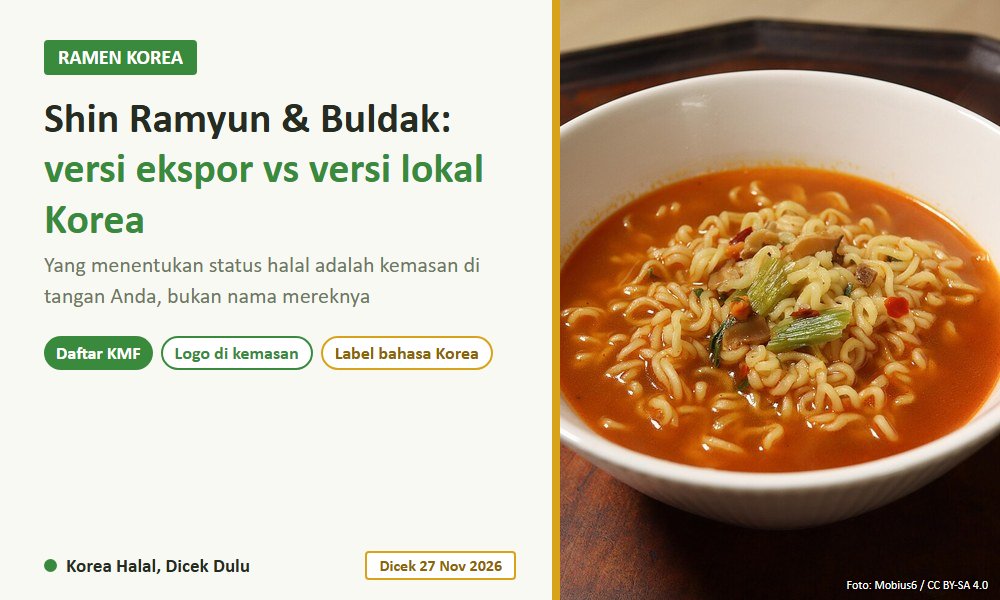 RAMEN KOREA
Shin Ramyun & Buldak:
versi ekspor vs versi lokal
Korea
Yang menentukan status halal adalah kemasan di
tangan Anda, bukan nama mereknya
Daftar KMF
Logo di kemasan
Label bahasa Korea
Korea Halal, Dicek Dulu
Dicek 27 Nov 2026
Foto: Mobius6 / CC BY-SA 4.0